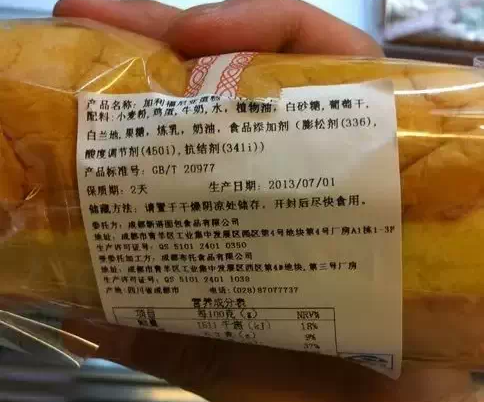 产品名称：加利福尼亚蛋糕
配料：小麦粉，鸡蛋，牛奶，水，植物油，白砂糖，葡萄干，
白兰地，果糖，炼乳，奶油，食品添加剂（膨松剂(336)，
酸度调节剂(450i)，抗结剂(341i)）
产品标准号：GB/T 20977
保质期：2天 生产日期：2013/07/01
储藏方法：请置于干燥阴凉处储存，开封后尽快食用。
委托方：成都新语面包食品有限公司
地址：成都市青羊区工业集中发展区西区第4号地块第4号厂房A1栋1-3F
生产许可证号：QS 5101 2401 0350
受委托加工方：成都布托食品有限公司
地址：成都市青羊区工业集中发展区西区第4#地块，第三号厂房
生产许可证号：QS 5101 2401 1039
产地：四川省成都市 电话：(028)87077737
营养成分表
项目 每100克(g) NRV%
能量 1531 千焦(kJ) 18%
9%
37%